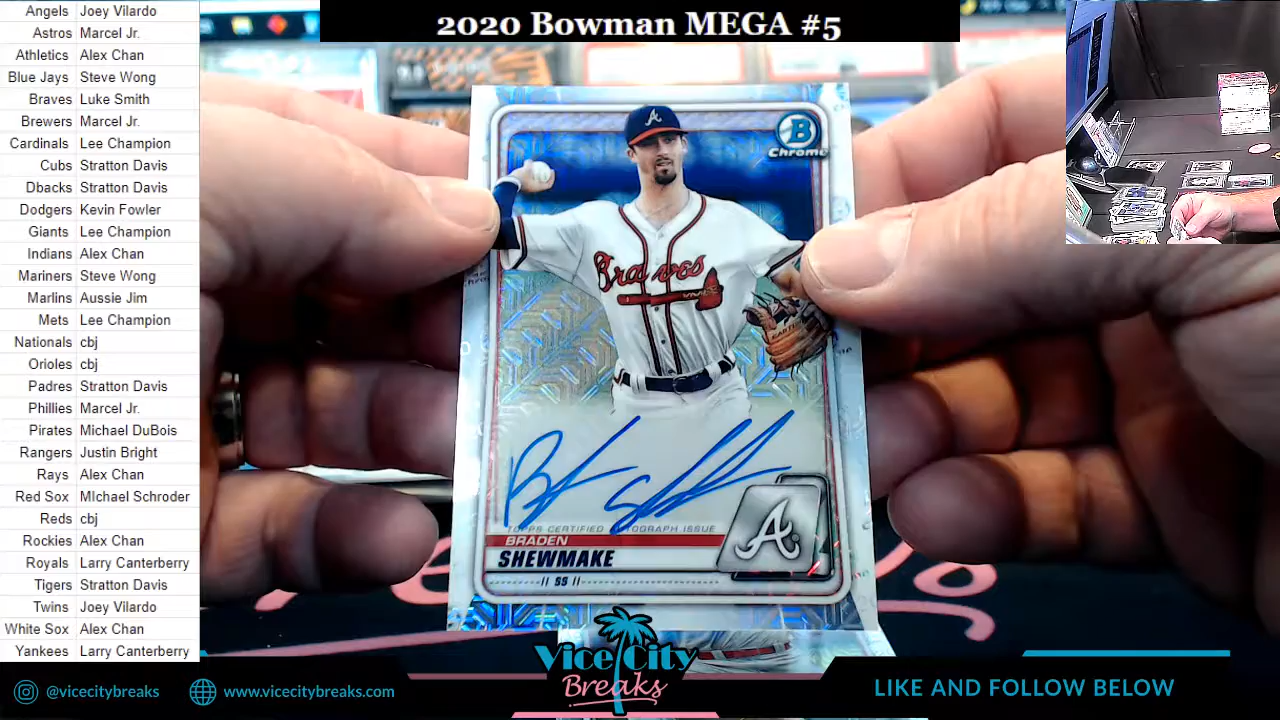 2020 Bowman MEGA #5
Angels Joey Vilardo
Astros Marcel Jr.
Athletics Alex Chan
Blue Jays Steve Wong
Braves Luke Smith
Brewers Marcel Jr.
Cardinals Lee Champion
Cubs Stratton Davis
Dbacks Stratton Davis
Dodgers Kevin Fowler
Giants Lee Champion
Indians Alex Chan
Mariners Steve Wong
Marlins Aussie Jim
Mets Lee Champion
Nationals cbj
Orioles cbj
Padres Stratton Davis
Phillies Marcel Jr.
Pirates Michael DuBois
Rangers Justin Bright
Rays Alex Chan
Red Sox MIchael Schroder
Reds cbj
Rockies Alex Chan
Royals Larry Canterberry
Tigers Stratton Davis
Twins Joey Vilardo
White Sox Alex Chan
Yankees Larry Canterberry
B
Chrome
Braves
TOPPS CERTIFIED AUTOGRAPH ISSUE
BRADEN
SHEWMAKE
// SS //
A
Vice City
Breaks
@vicecitybreaks
www.vicecitybreaks.com
LIKE AND FOLLOW BELOW